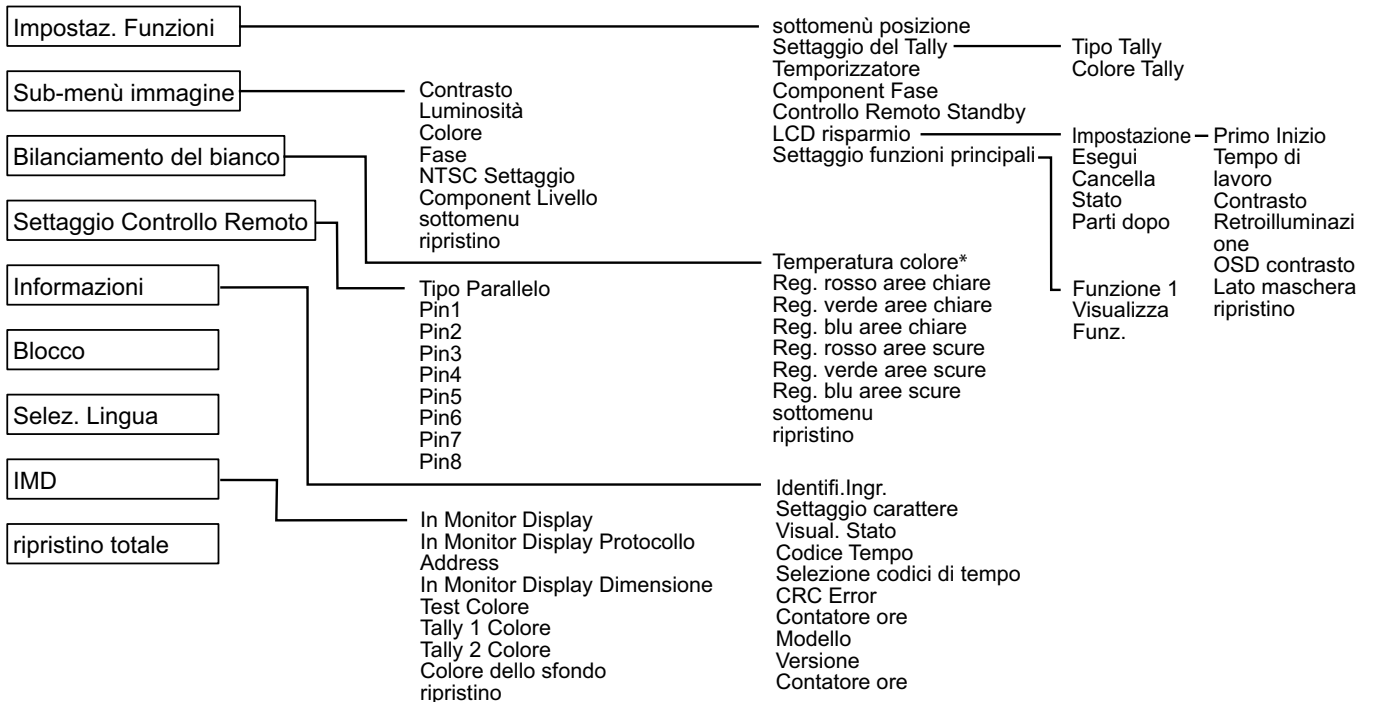 Impostaz. Funzioni
sottomenù posizione
Settaggio del Tally
Temporizzatore
Component Fase
Controllo Remoto Standby
LCD risparmio
Settaggio funzioni principali
Tipo Tally
Colore Tally
Impostazione
Esegui
Cancella
Stato
Parti dopo
Primo Inizio
Tempo di
lavoro
Contrasto
Retroilluminazi
one
OSD contrasto
Lato maschera
ripristino
Funzione 1
Visualizza
Funz.
Sub-menù immagine
Contrasto
Luminosità
Colore
Fase
NTSC Settaggio
Component Livello
sottomenu
ripristino
Bilanciamento del bianco
Temperatura colore*
Reg. rosso aree chiare
Reg. verde aree chiare
Reg. blu aree chiare
Reg. rosso aree scure
Reg. verde aree scure
Reg. blu aree scure
sottomenu
ripristino
Settaggio Controllo Remoto
Tipo Parallelo
Pin1
Pin2
Pin3
Pin4
Pin5
Pin6
Pin7
Pin8
Informazioni
Identifi.Ingr.
Settaggio carattere
Visual. Stato
Codice Tempo
Selezione codici di tempo
CRC Error
Contatore ore
Modello
Versione
Contatore ore
Blocco
Selez. Lingua
IMD
In Monitor Display
In Monitor Display Protocollo
Address
In Monitor Display Dimensione
Test Colore
Tally 1 Colore
Tally 2 Colore
Colore dello sfondo
ripristino
ripristino totale